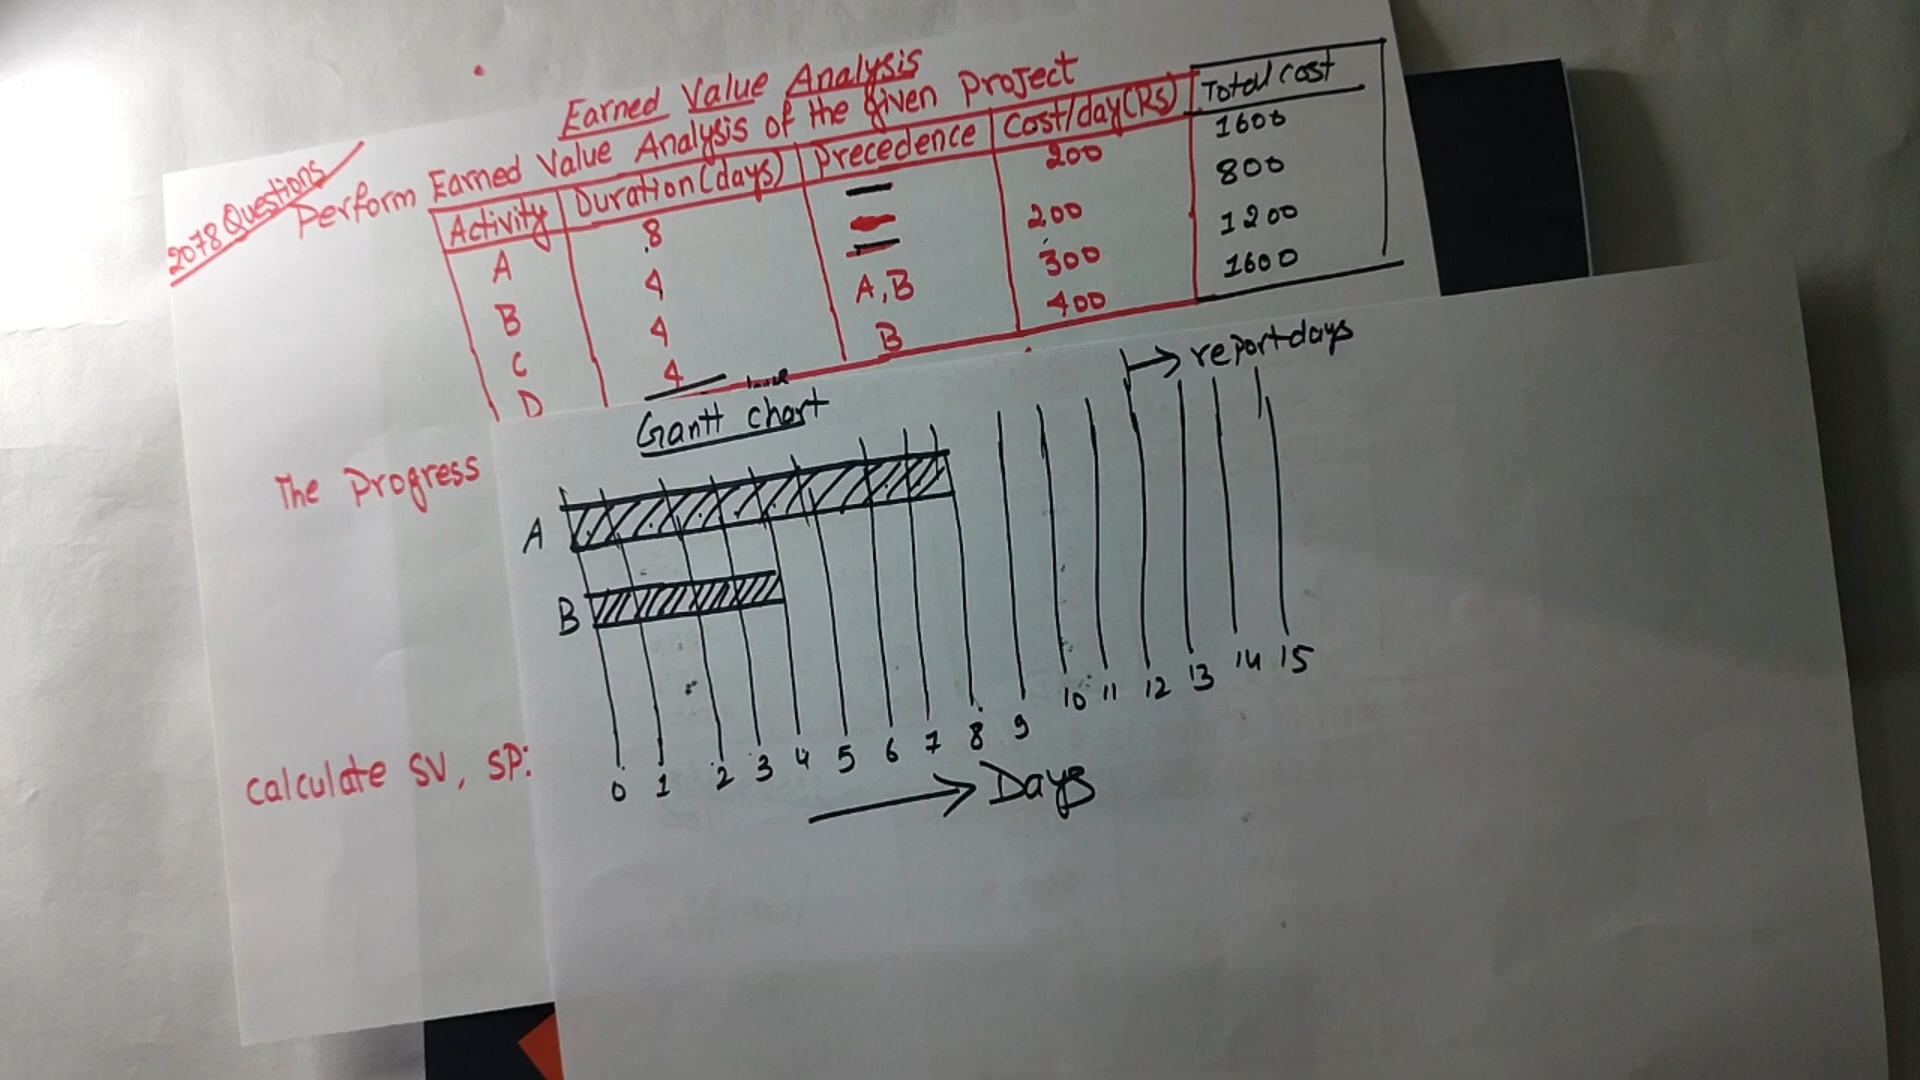 Earned Value Analysis
2078 Questions
Perform Earned Value Analysis of the given project
Activity Duration(days) Precedence Cost/day(Rs) Total cost
A 8 — 200 1600
B 4 — 200 800
C 4 A,B 300 1200
D 4 B 400 1600
Gantt chart
report days
The Progress
A
B
0 1 2 3 4 5 6 7 8 9 10 11 12 13 14 15
Days
Calculate SV, SP: